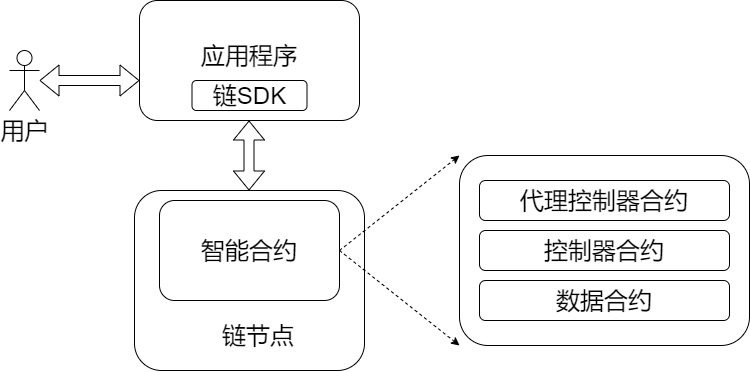 用户
应用程序
链SDK
智能合约
链节点
代理控制器合约
控制器合约
数据合约